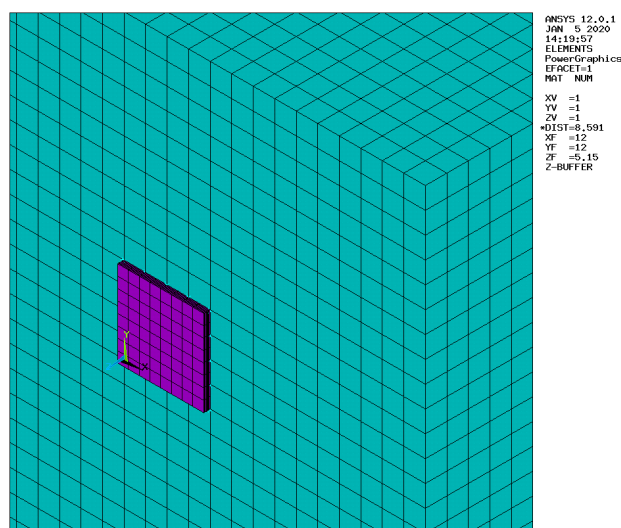 ANSYS 12.0.1
JAN  5 2020
14:19:57
ELEMENTS
PowerGraphics
EFACET=1
MAT  NUM
XV  =1
YV  =1
ZV  =1
*DIST=8.591
XF  =12
YF  =12
ZF  =5.15
Z-BUFFER
Y
X